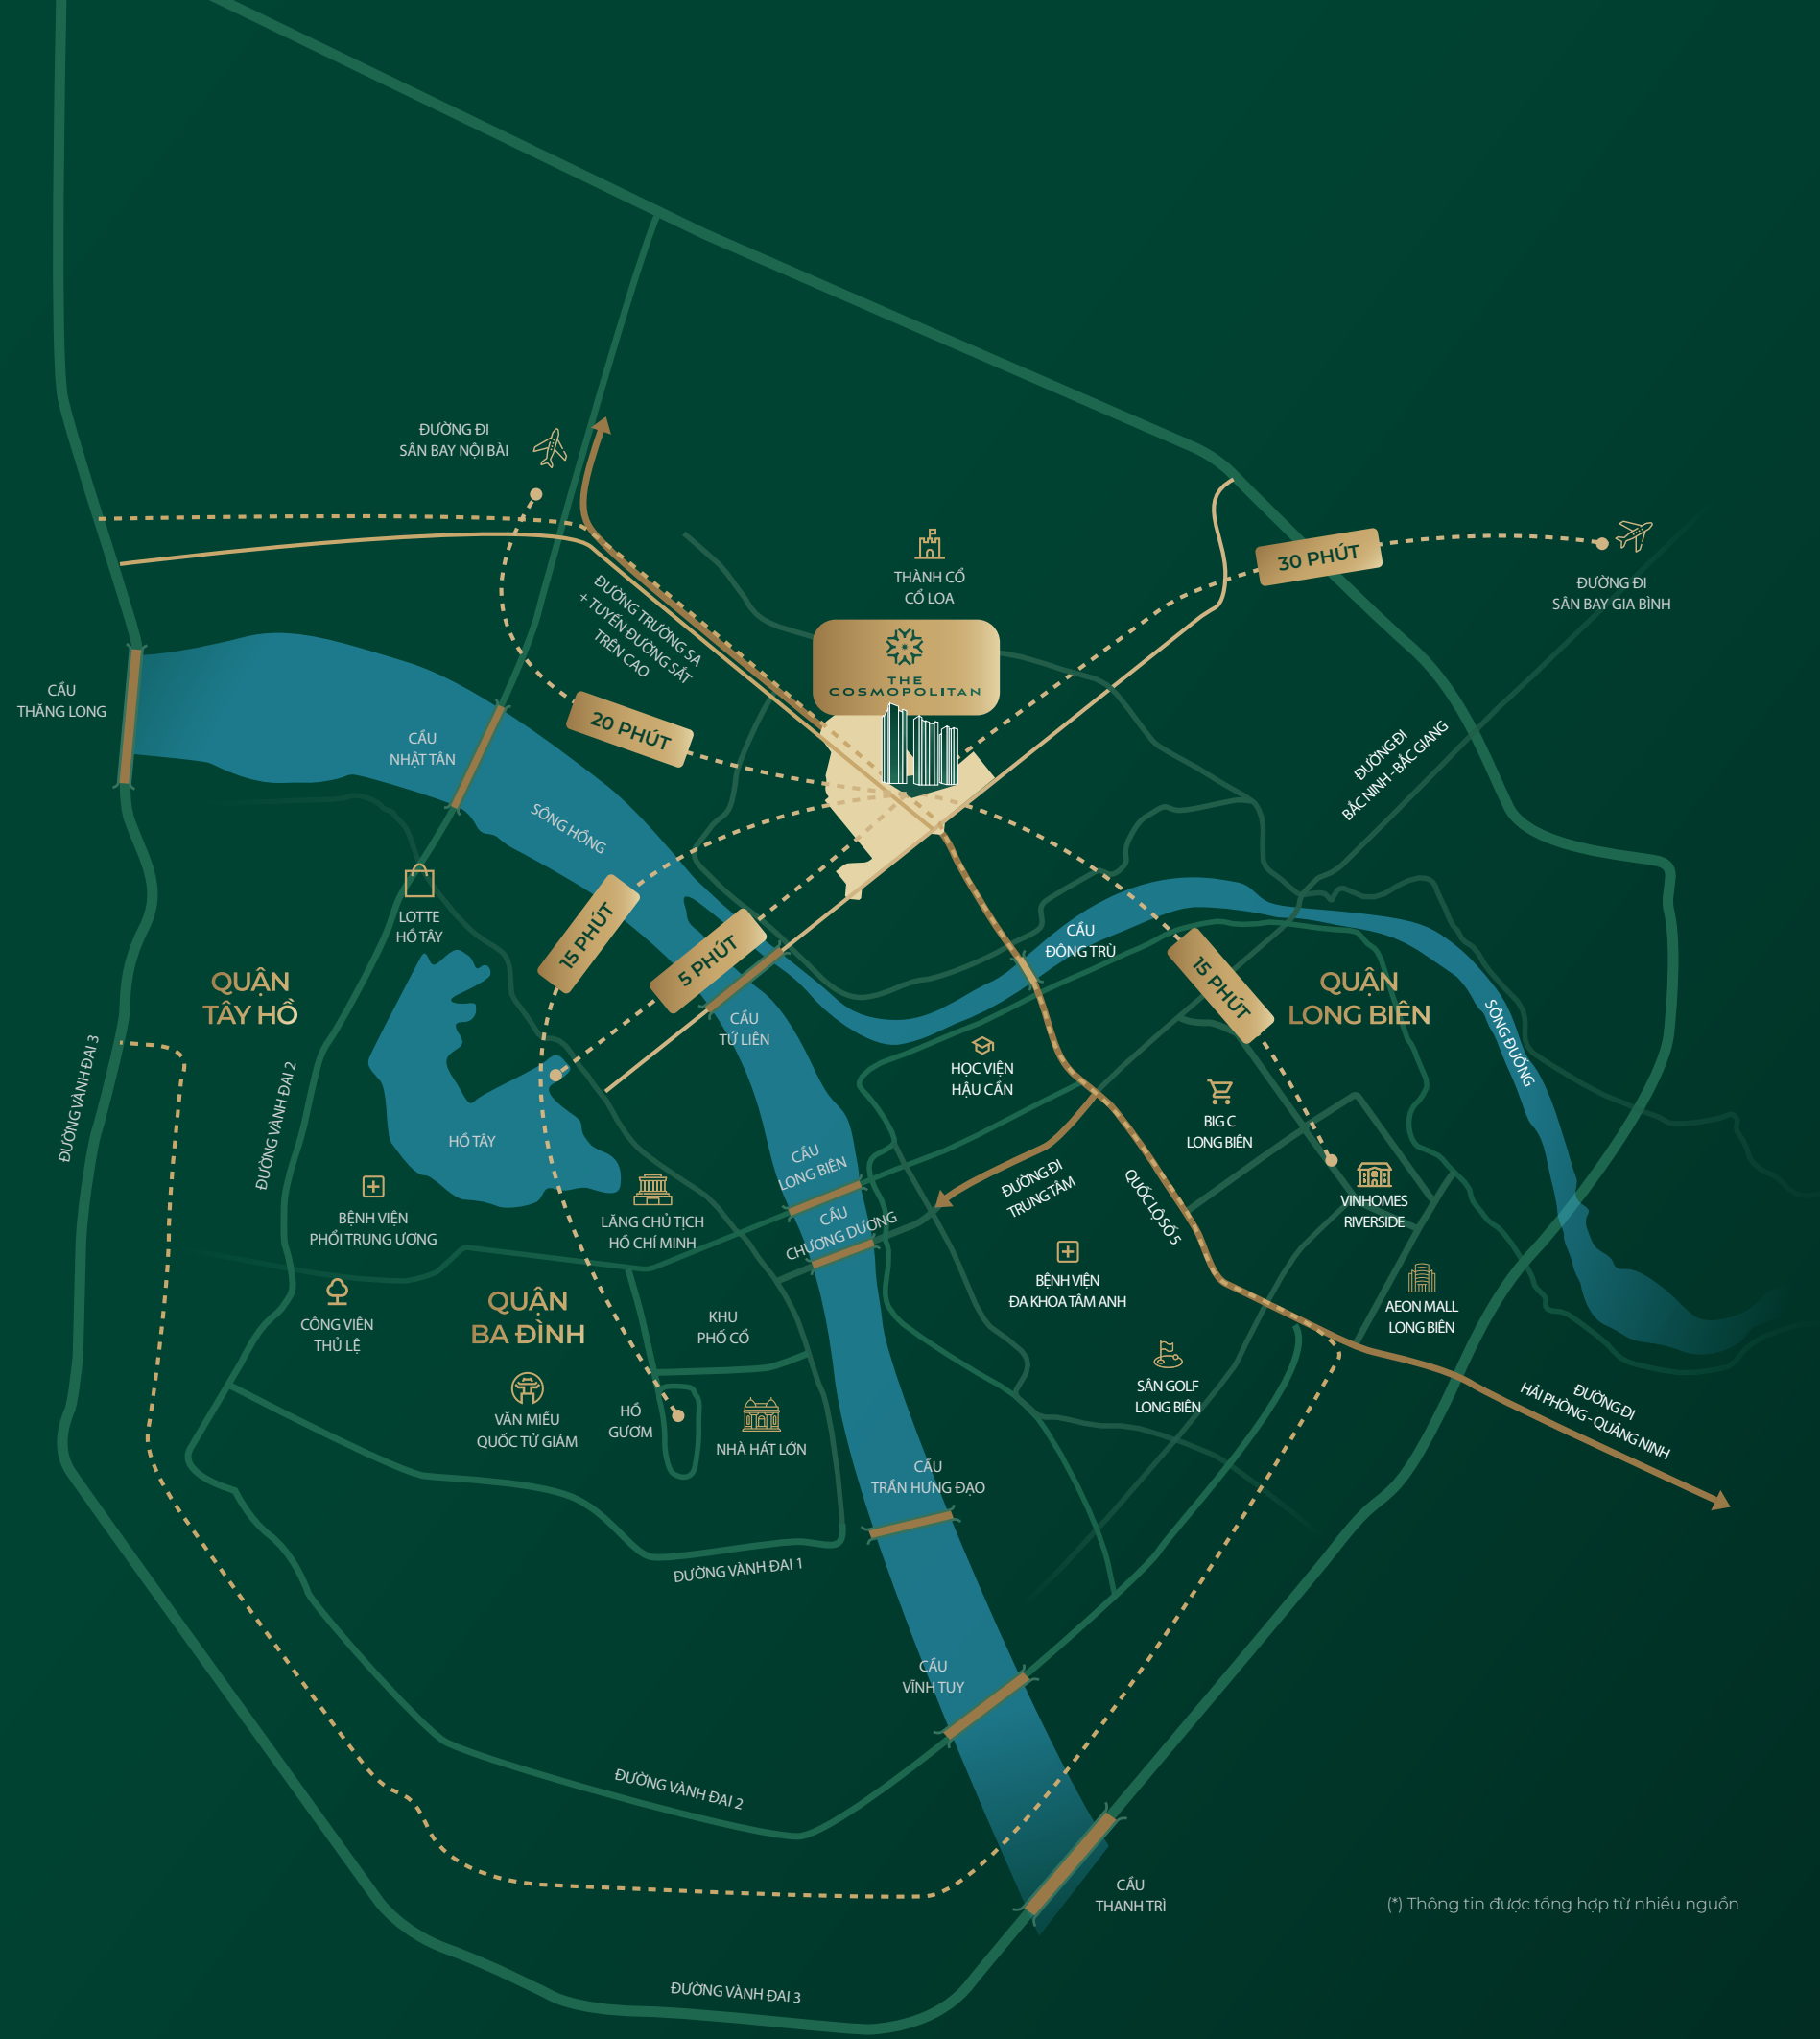 ĐƯỜNG ĐI
SÂN BAY NỘI BÀI
THÀNH CỔ
CỔ LOA
30 PHÚT
ĐƯỜNG ĐI
SÂN BAY GIA BÌNH
ĐƯỜNG TRƯỜNG SA
+ TUYẾN ĐƯỜNG SẮT
TRÊN CAO
THE
COSMOPOLITAN
CẦU
THĂNG LONG
CẦU
NHẬT TÂN
20 PHÚT
ĐƯỜNG ĐI
BẮC NINH - BẮC GIANG
SÔNG HỒNG
LOTTE
HỒ TÂY
15 PHÚT
5 PHÚT
CẦU
ĐÔNG TRÙ
15 PHÚT
QUẬN
TÂY HỒ
QUẬN
LONG BIÊN
CẦU
TỨ LIÊN
SÔNG ĐUỐNG
ĐƯỜNG VÀNH ĐAI 3
ĐƯỜNG VÀNH ĐAI 2
HỌC VIỆN
HẬU CẦN
BIG C
LONG BIÊN
HỒ TÂY
CẦU
LONG BIÊN
ĐƯỜNG ĐI
TRUNG TÂM
QUỐC LỘ SỐ 5
VINHOMES
RIVERSIDE
BỆNH VIỆN
PHỔI TRUNG ƯƠNG
LĂNG CHỦ TỊCH
HỒ CHÍ MINH
CẦU
CHƯƠNG DƯƠNG
BỆNH VIỆN
ĐA KHOA TÂM ANH
AEON MALL
LONG BIÊN
CÔNG VIÊN
THỦ LỆ
QUẬN
BA ĐÌNH
KHU
PHỐ CỔ
SÂN GOLF
LONG BIÊN
ĐƯỜNG ĐI
HẢI PHÒNG - QUẢNG NINH
VĂN MIẾU
QUỐC TỬ GIÁM
HỒ
GƯƠM
NHÀ HÁT LỚN
CẦU
TRẦN HƯNG ĐẠO
ĐƯỜNG VÀNH ĐAI 1
CẦU
VĨNH TUY
ĐƯỜNG VÀNH ĐAI 2
CẦU
THANH TRÌ
(*) Thông tin được tổng hợp từ nhiều nguồn
ĐƯỜNG VÀNH ĐAI 3